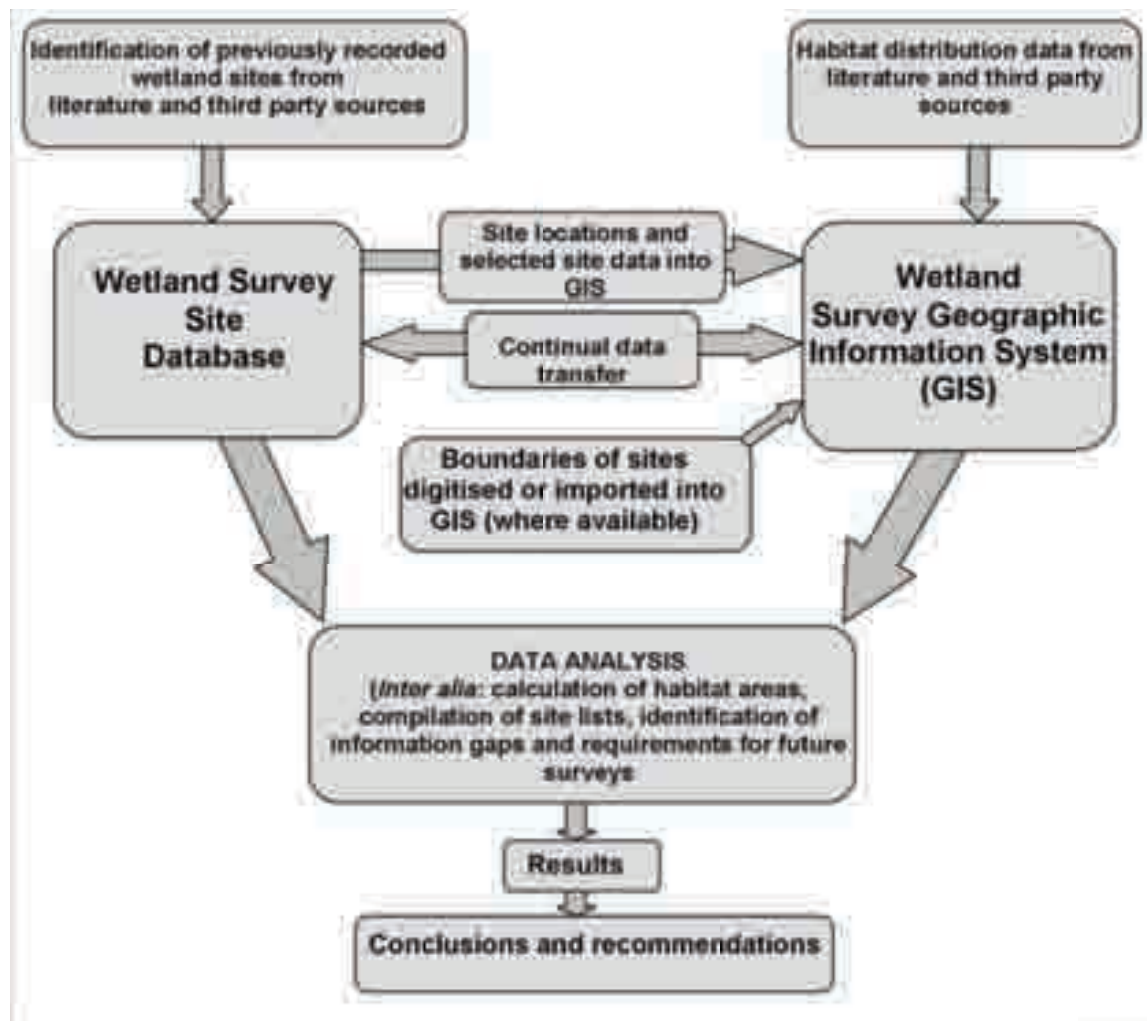 Identification of previously recorded
wetland sites from
literature and third party sources
Habitat distribution data from
literature and third party
sources
Wetland Survey
Site
Database
Site locations and
selected site data into
GIS
Continual data
transfer
Wetland
Survey Geographic
Information System
(GIS)
Boundaries of sites
digitised or imported into
GIS (where available)
DATA ANALYSIS
(Inter alia: calculation of habitat areas,
compilation of site lists, identification of
information gaps and requirements for future
surveys
Results
Conclusions and recommendations